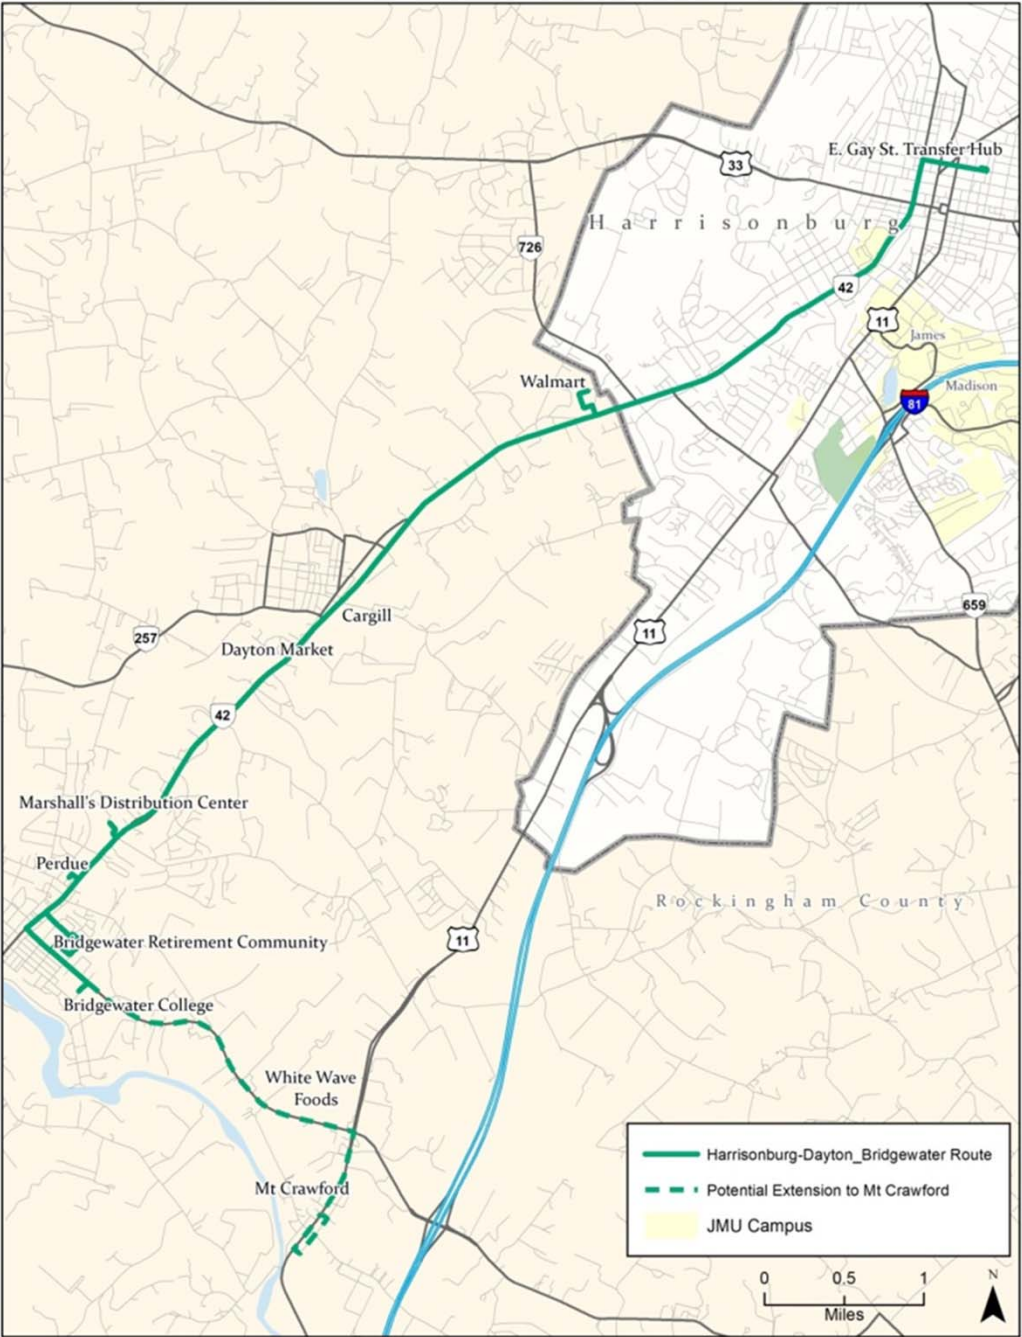 E. Gay St. Transfer Hub
33
Harrisonburg
726
42
11
James
Walmart
Madison
81
659
Cargill
257
11
Dayton Market
42
Marshall's Distribution Center
Perdue
Rockingham County
11
Bridgewater Retirement Community
Bridgewater College
White Wave
Foods
Mt Crawford
Harrisonburg-Dayton_Bridgewater Route
Potential Extension to Mt Crawford
JMU Campus
0 0.5 1
Miles
N